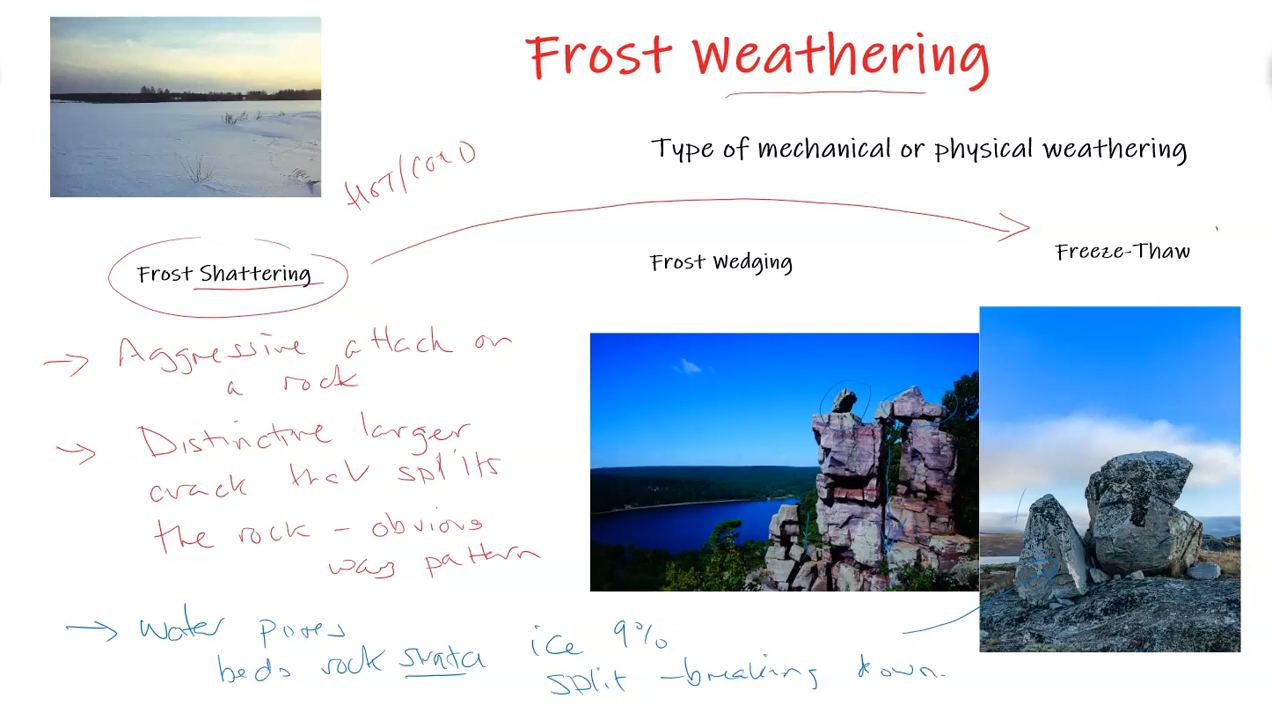 Frost Weathering
Type of mechanical or physical weathering
HOT/COLD
Frost Shattering
Frost Wedging
Freeze-Thaw
→ Aggressive attack on
a rock
→ Distinctive larger
crack that splits
the rock - obvious
way pattern
→ water pores
beds rock strata
ice 9%
split - breaking down.